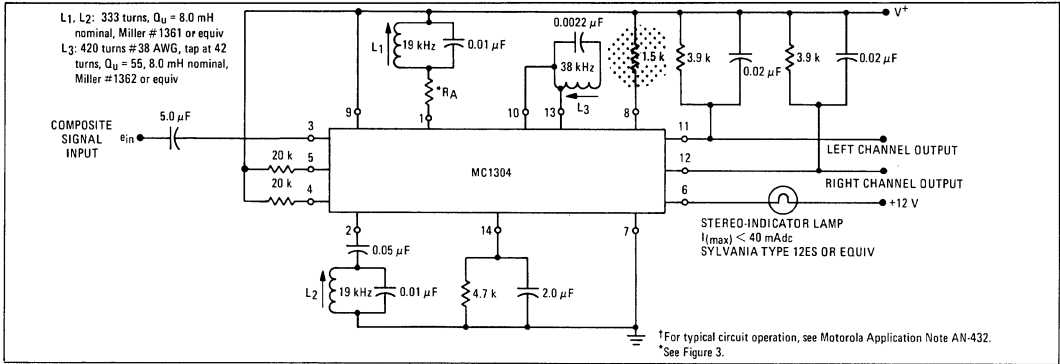 L1, L2: 333 turns, Qu = 8.0 mH
nominal, Miller #1361 or equiv
L3: 420 turns #38 AWG, tap at 42
turns, Qu = 55, 8.0 mH nominal,
Miller #1362 or equiv
L1
19 kHz
0.01 µF
*RA
0.0022 µF
38 kHz
L3
1.5 k
3.9 k
0.02 µF
3.9 k
0.02 µF
V+
9
1
10
13
8
COMPOSITE
SIGNAL
INPUT
ein
5.0 µF
3
20 k
5
20 k
4
MC1304
11
LEFT CHANNEL OUTPUT
12
RIGHT CHANNEL OUTPUT
6
+12 V
STEREO-INDICATOR LAMP
I(max) < 40 mAdc
SYLVANIA TYPE 12ES OR EQUIV
2
14
7
0.05 µF
L2
19 kHz
0.01 µF
4.7 k
2.0 µF
†For typical circuit operation, see Motorola Application Note AN-432.
*See Figure 3.